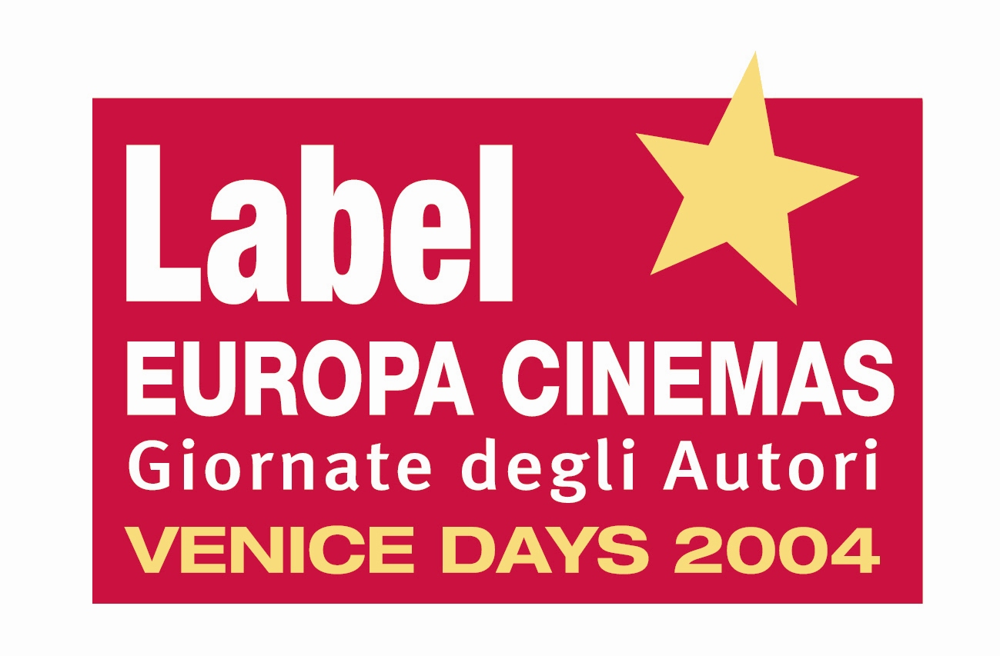 Label
EUROPA CINEMAS
Giornate degli Autori
VENICE DAYS 2004